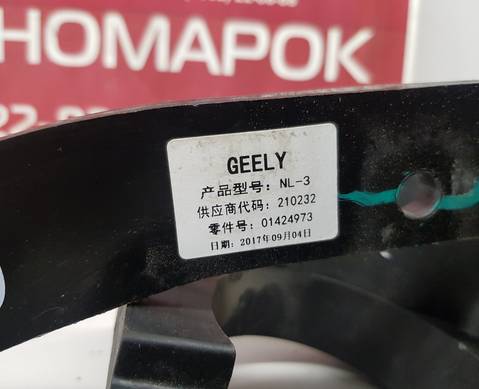 НОМАРОК
GEELY
产品型号: NL-3
供应商代码: 210232
零件号: 01424973
日期: 2017年09月04日